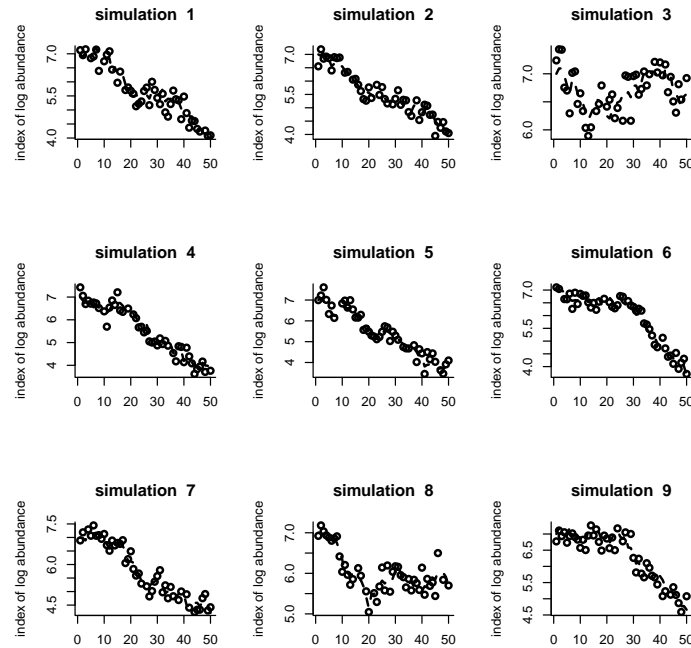 simulation 1
simulation 2
simulation 3
index of log abundance
7.0
5.5
4.0
0 10 20 30 40 50
index of log abundance
7.0
5.5
4.0
0 10 20 30 40 50
index of log abundance
7.0
6.0
0 10 20 30 40 50
simulation 4
simulation 5
simulation 6
index of log abundance
7
6
5
4
0 10 20 30 40 50
index of log abundance
7
6
5
4
0 10 20 30 40 50
index of log abundance
7.0
5.5
4.0
0 10 20 30 40 50
simulation 7
simulation 8
simulation 9
index of log abundance
7.5
6.0
4.5
0 10 20 30 40 50
index of log abundance
7.0
6.0
5.0
0 10 20 30 40 50
index of log abundance
6.5
5.5
4.5
0 10 20 30 40 50